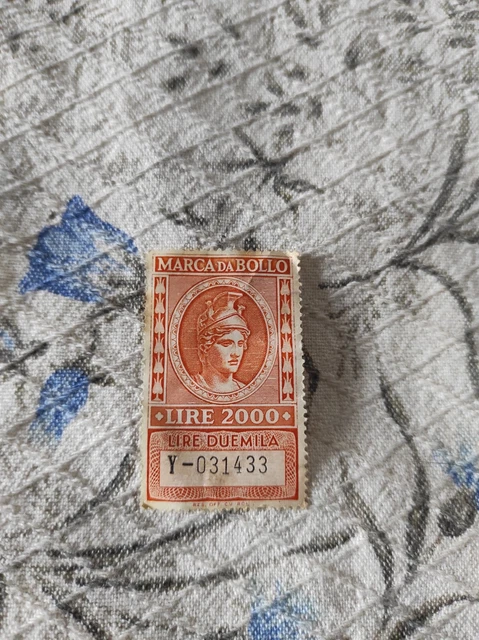 MARCA DA BOLLO
LIRE 2000
LIRE DUEMILA
Y-031433